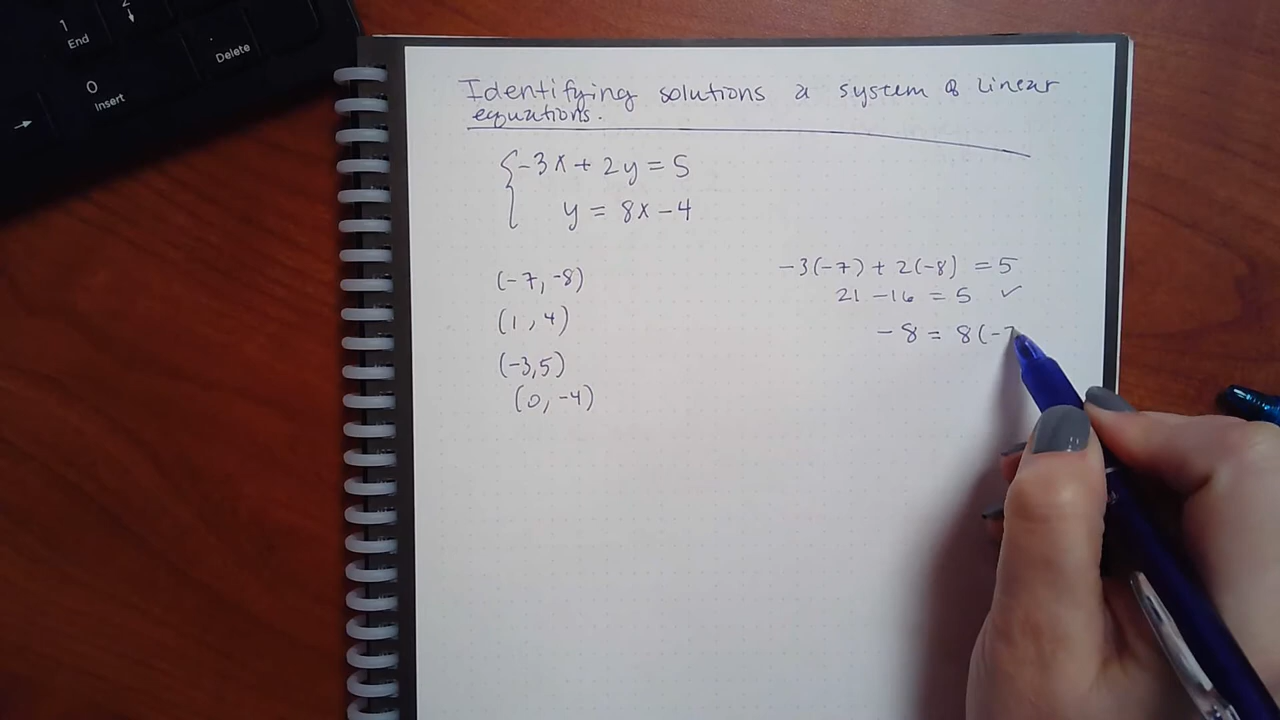 1
End
0
Insert
Delete
Identifying solutions a system of linear
equations.
-3x + 2y = 5
y = 8x - 4
(-7, -8)
(1, 4)
(-3, 5)
(0, -4)
-3(-7) + 2(-8) = 5
21 - 16 = 5 ✓
-8 = 8(-7